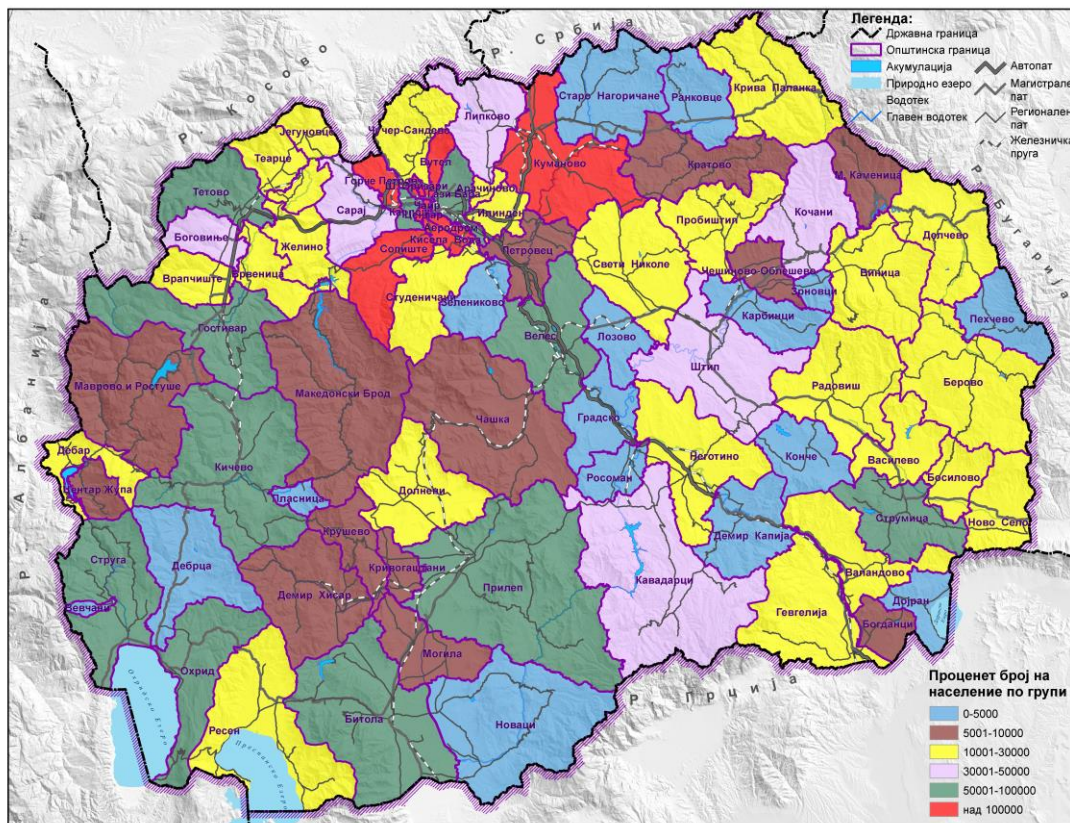 Легенда:
Државна граница
Општинска граница
Акумулација
Природно езеро
Водотек
Главен водотек
Автопат
Магистрале
пат
Регионален
пат
Железничка
пруга
Р. Косово
Р. Србија
Р. Бугарија
Р. Грција
Р. Албанија
Старо Нагоричане
Ранковце
Крива Паланка
Липково
Чучер-Сандево
Јегуновце
Теарце
Бутел
Куманово
Кратово
М. Каменица
Тетово
Сарај
Арачиново
Илинден
Аеродром
Кисела Вода
Петровец
Кочани
Пробиштип
Делчево
Боговиње
Желино
Сопиште
Врапчиште
Брвеница
Студеничани
Зелениково
Свети Николе
Чешиново-Облешево
Зрновци
Виница
Карбинци
Пехчево
Гостивар
Велес
Лозово
Штип
Маврово и Ростуше
Македонски Брод
Чашка
Радовиш
Берово
Градско
Дебар
Центар Жупа
Кичево
Пласница
Долнени
Росоман
Неготино
Конче
Василево
Босилово
Струмица
Ново Село
Струга
Дебрца
Крушево
Кривогаштани
Прилеп
Демир Капија
Вевчани
Демир Хисар
Кавадарци
Валандово
Гевгелија
Дојран
Богданци
Могила
Охрид
Охридско Езеро
Ресен
Преспанско Езеро
Битола
Новаци
Проценет број на
население по групи
0-5000
5001-10000
10001-30000
30001-50000
50001-100000
над 100000